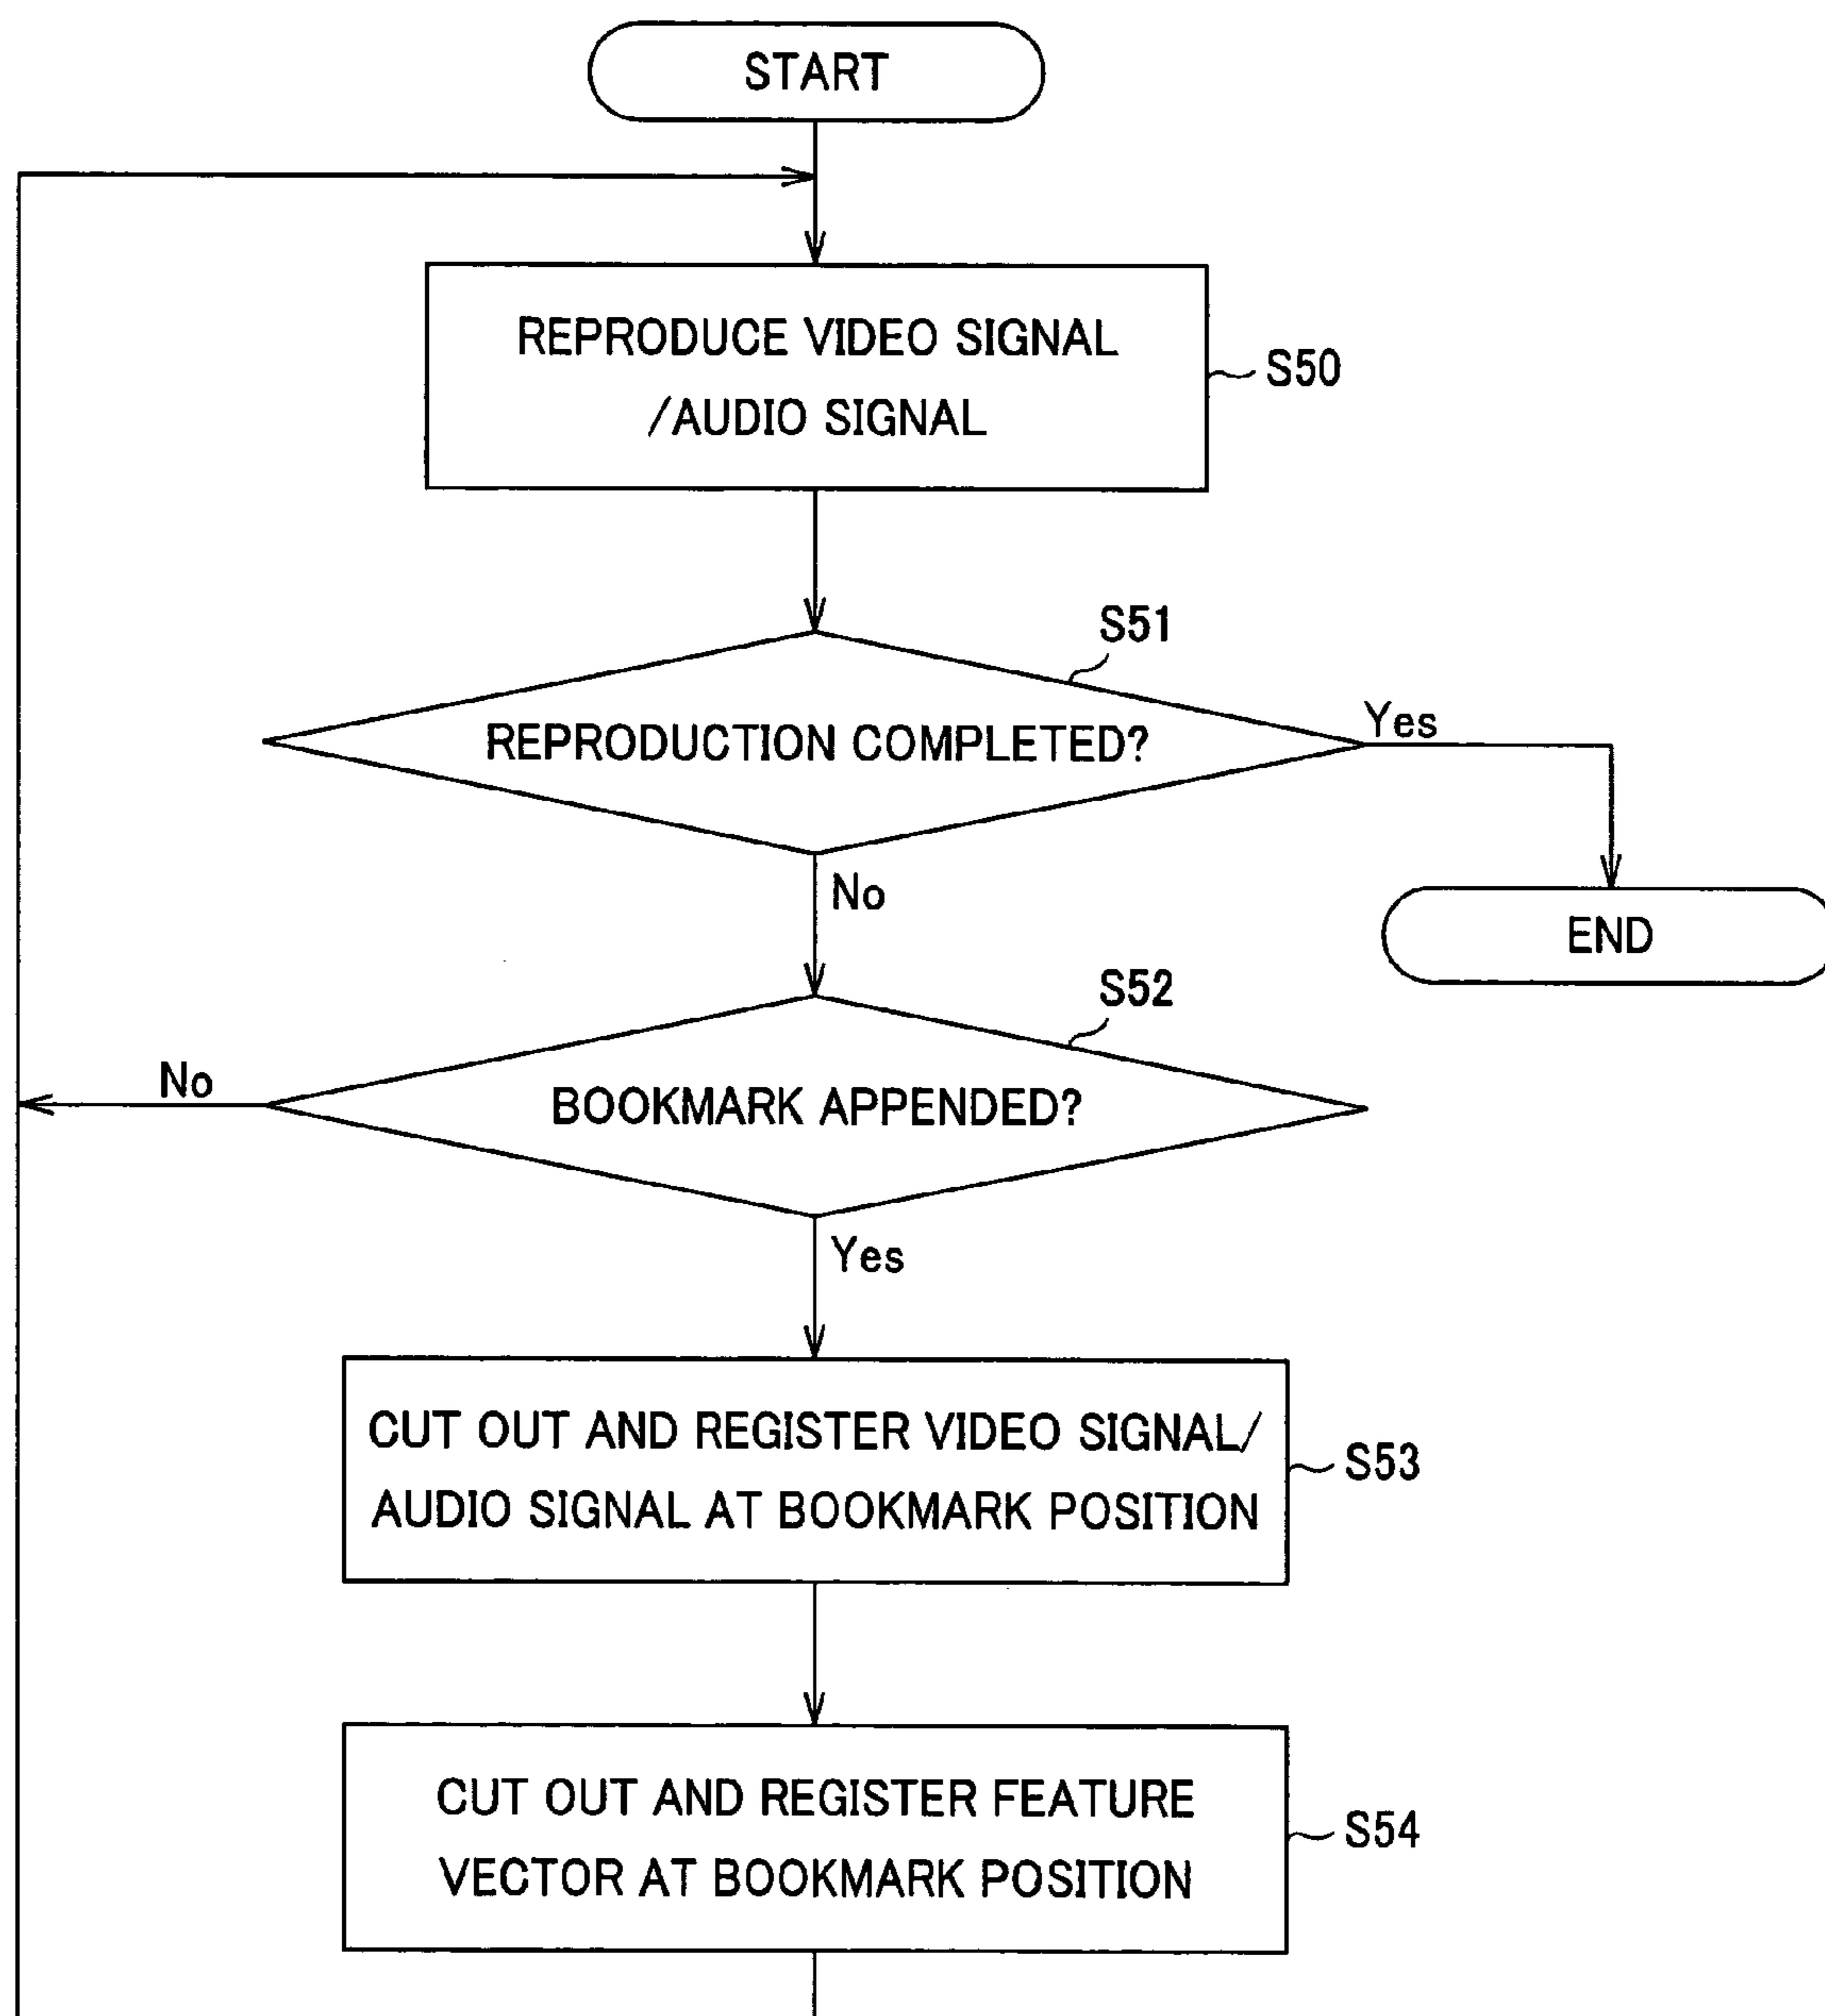 START
REPRODUCE VIDEO SIGNAL
/AUDIO SIGNAL
S50
S51
REPRODUCTION COMPLETED?
Yes
No
END
S52
BOOKMARK APPENDED?
No
Yes
CUT OUT AND REGISTER VIDEO SIGNAL/
AUDIO SIGNAL AT BOOKMARK POSITION
S53
CUT OUT AND REGISTER FEATURE
VECTOR AT BOOKMARK POSITION
S54